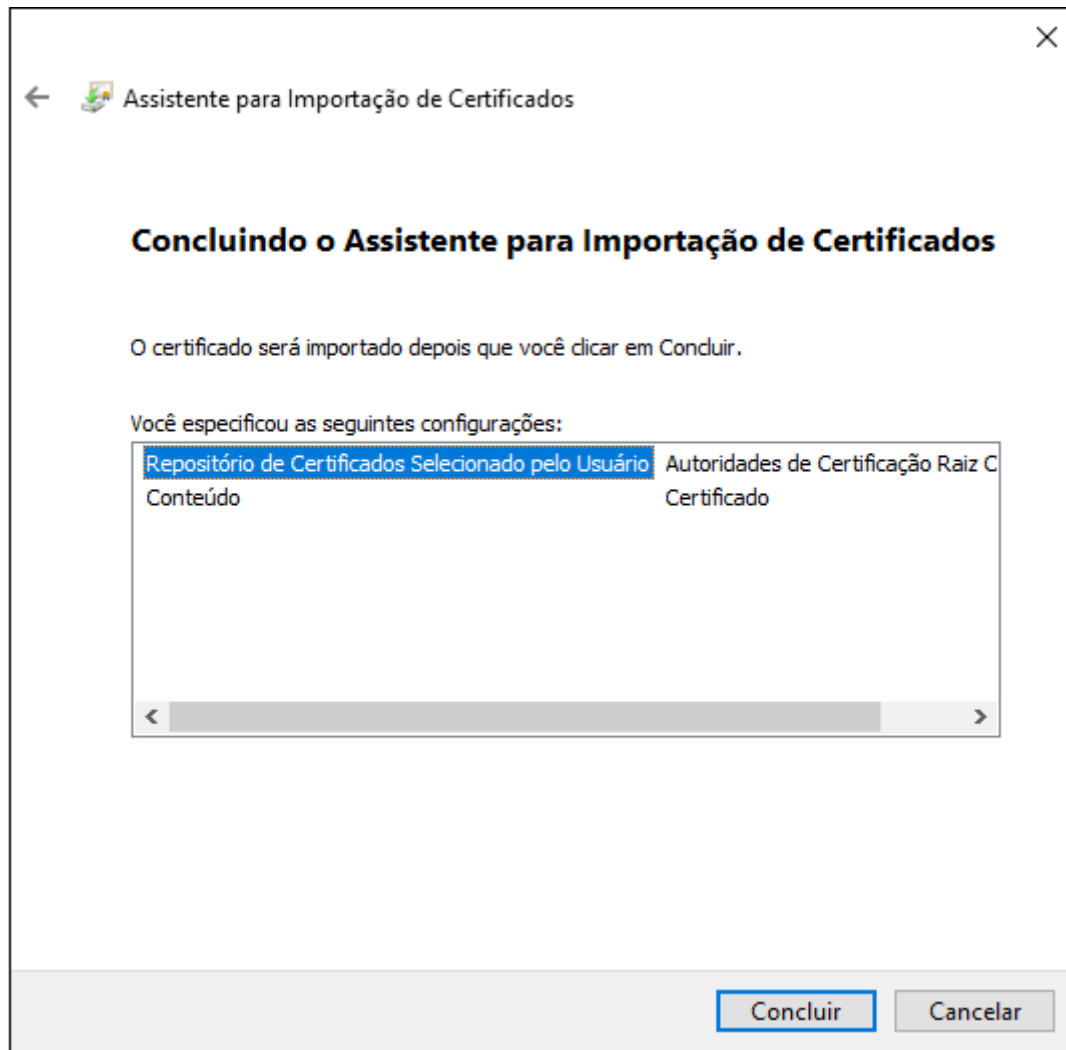 Assistente para Importação de Certificados
Concluindo o Assistente para Importação de Certificados
O certificado será importado depois que você clicar em Concluir.
Você especificou as seguintes configurações:
Repositório de Certificados Selecionado pelo Usuário Autoridades de Certificação Raiz C
Conteúdo Certificado
Concluir Cancelar